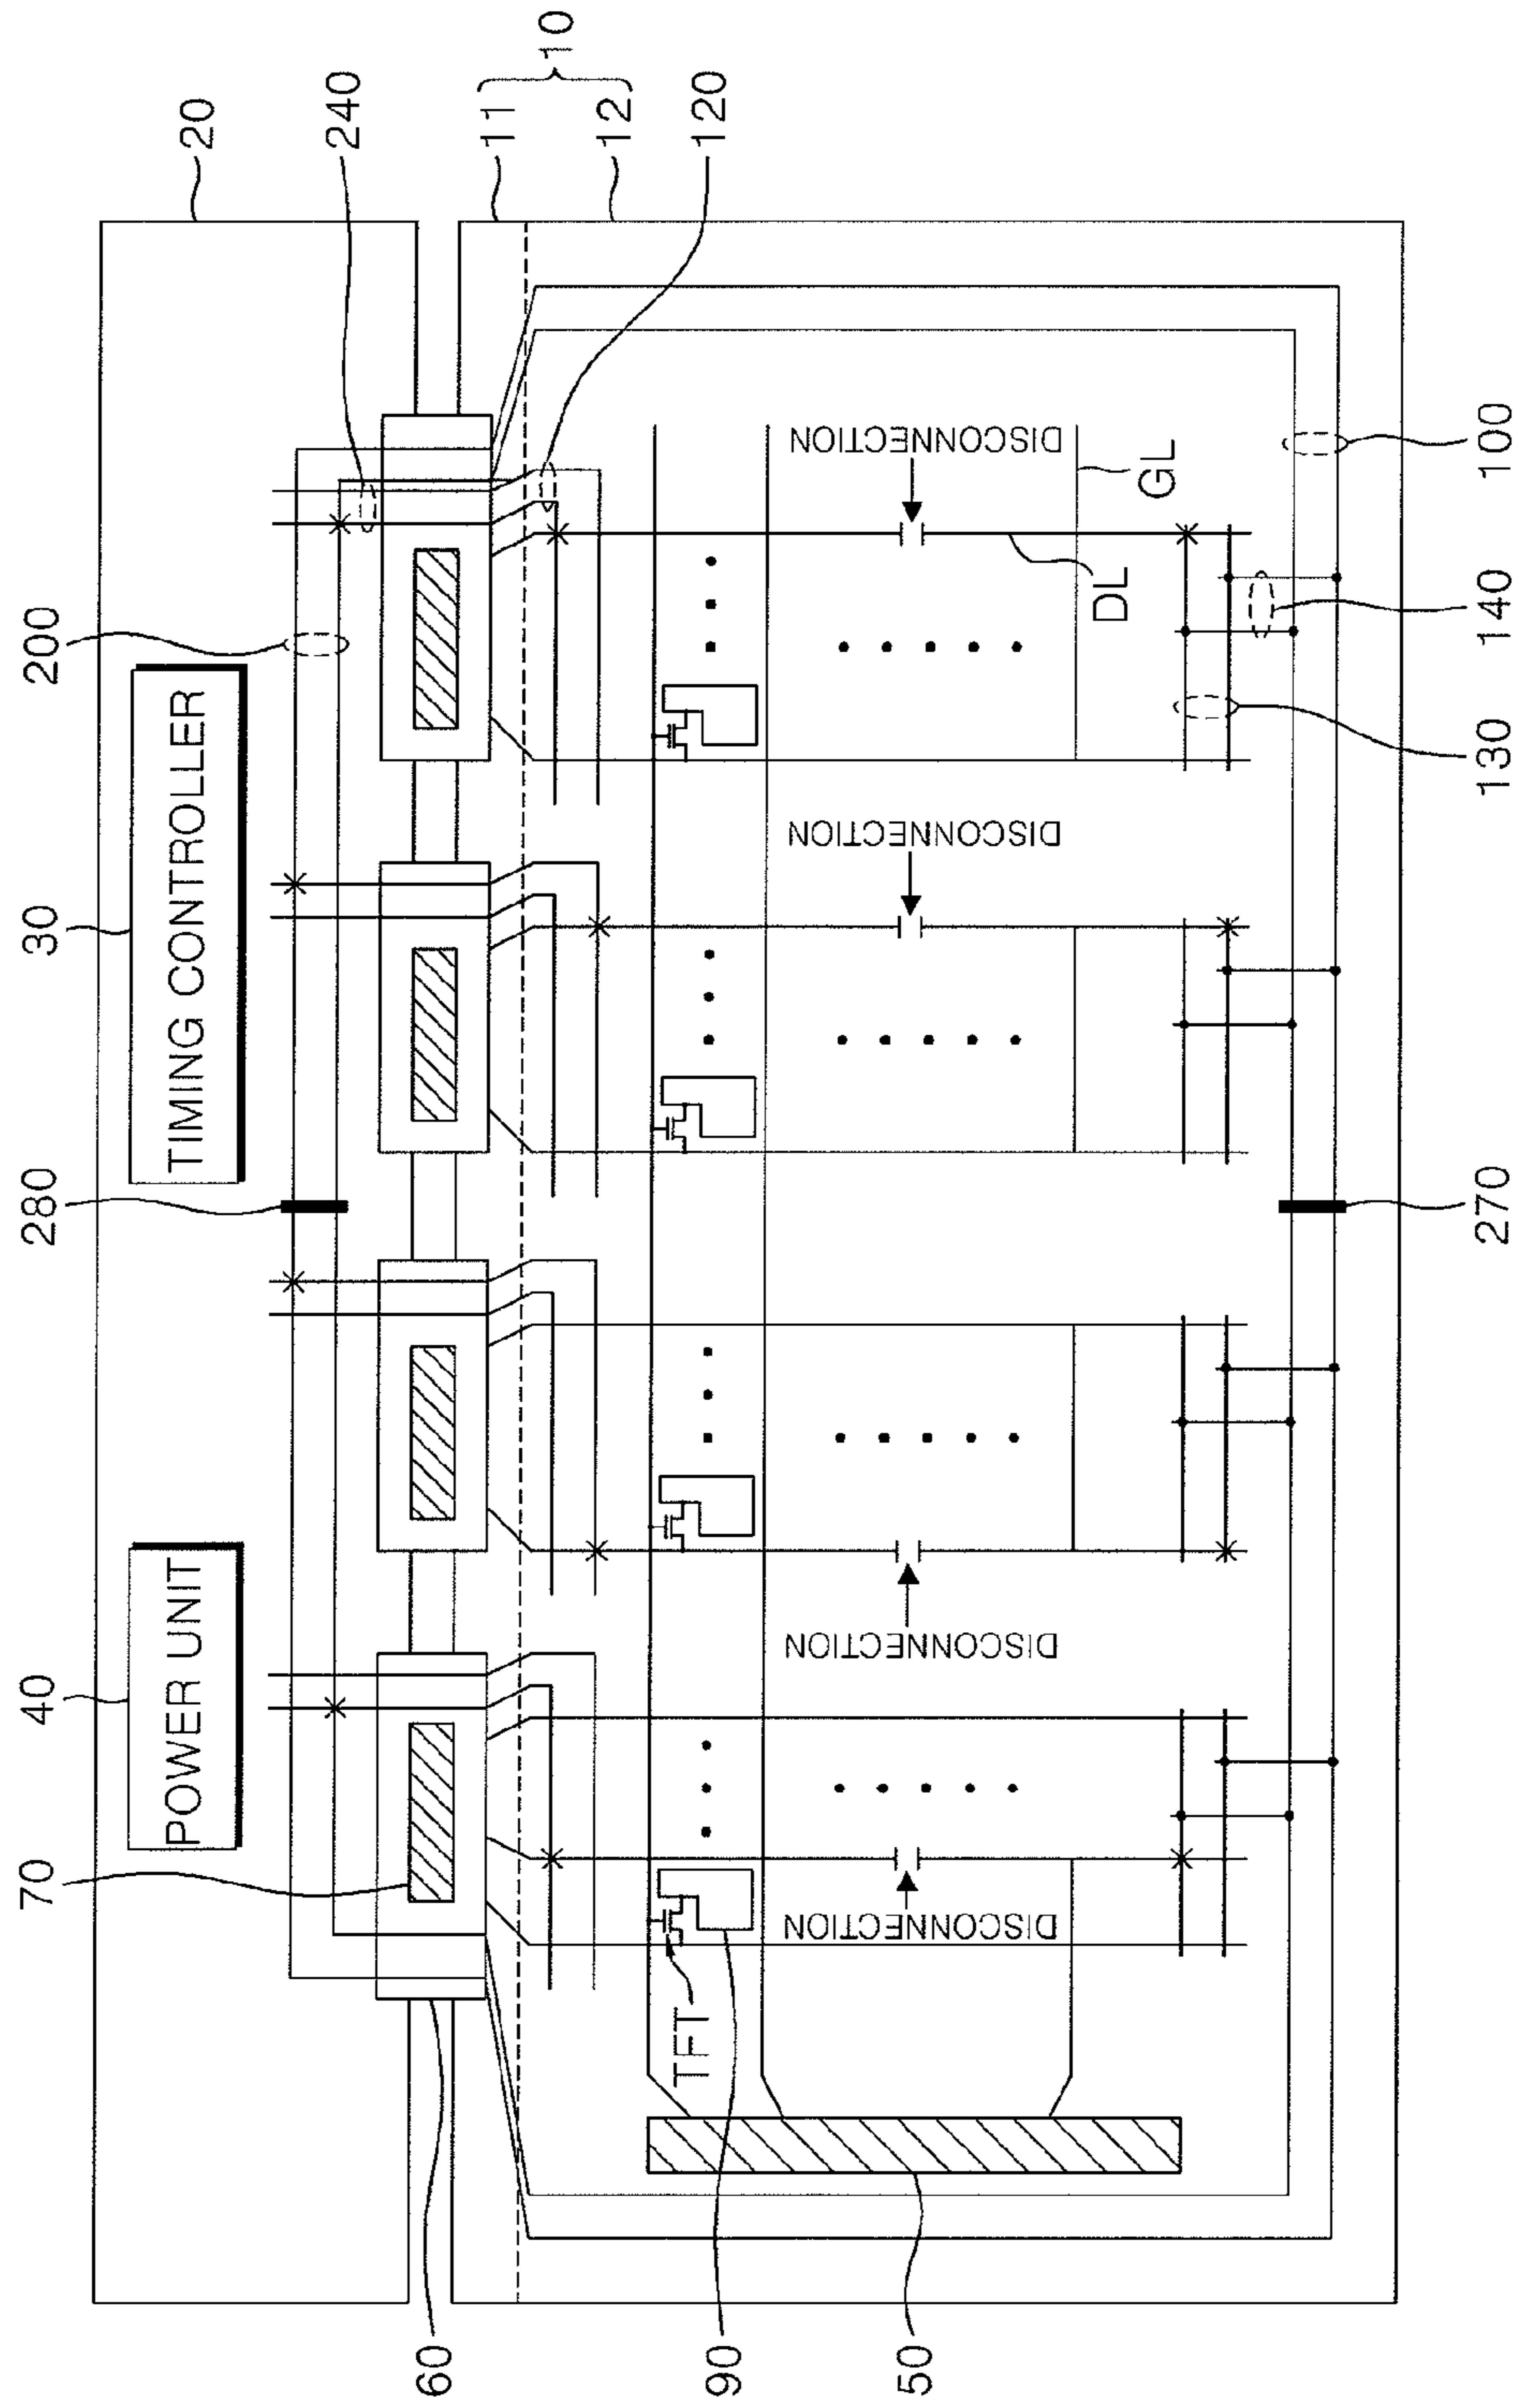 70
40
POWER UNIT
280
30
TIMING CONTROLLER
200
20
240
11
12
10
120
60
90
TFT
50
DISCONNECTION
DISCONNECTION
DISCONNECTION
DISCONNECTION
DL
GL
270
130
140
100